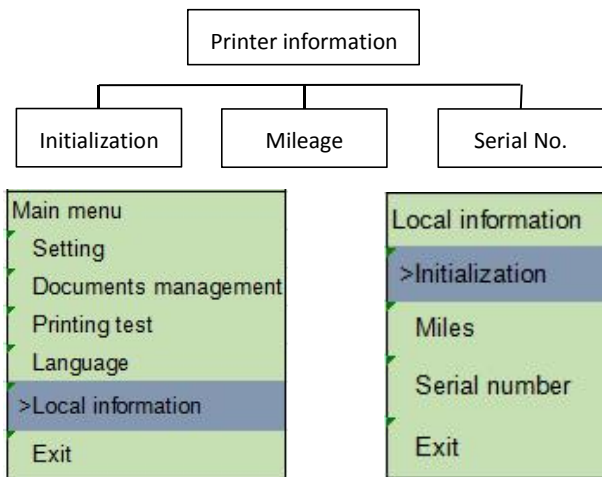 Printer information
Initialization
Mileage
Serial No.
Main menu
Setting
Documents management
Printing test
Language
>Local information
Exit
Local information
>Initialization
Miles
Serial number
Exit